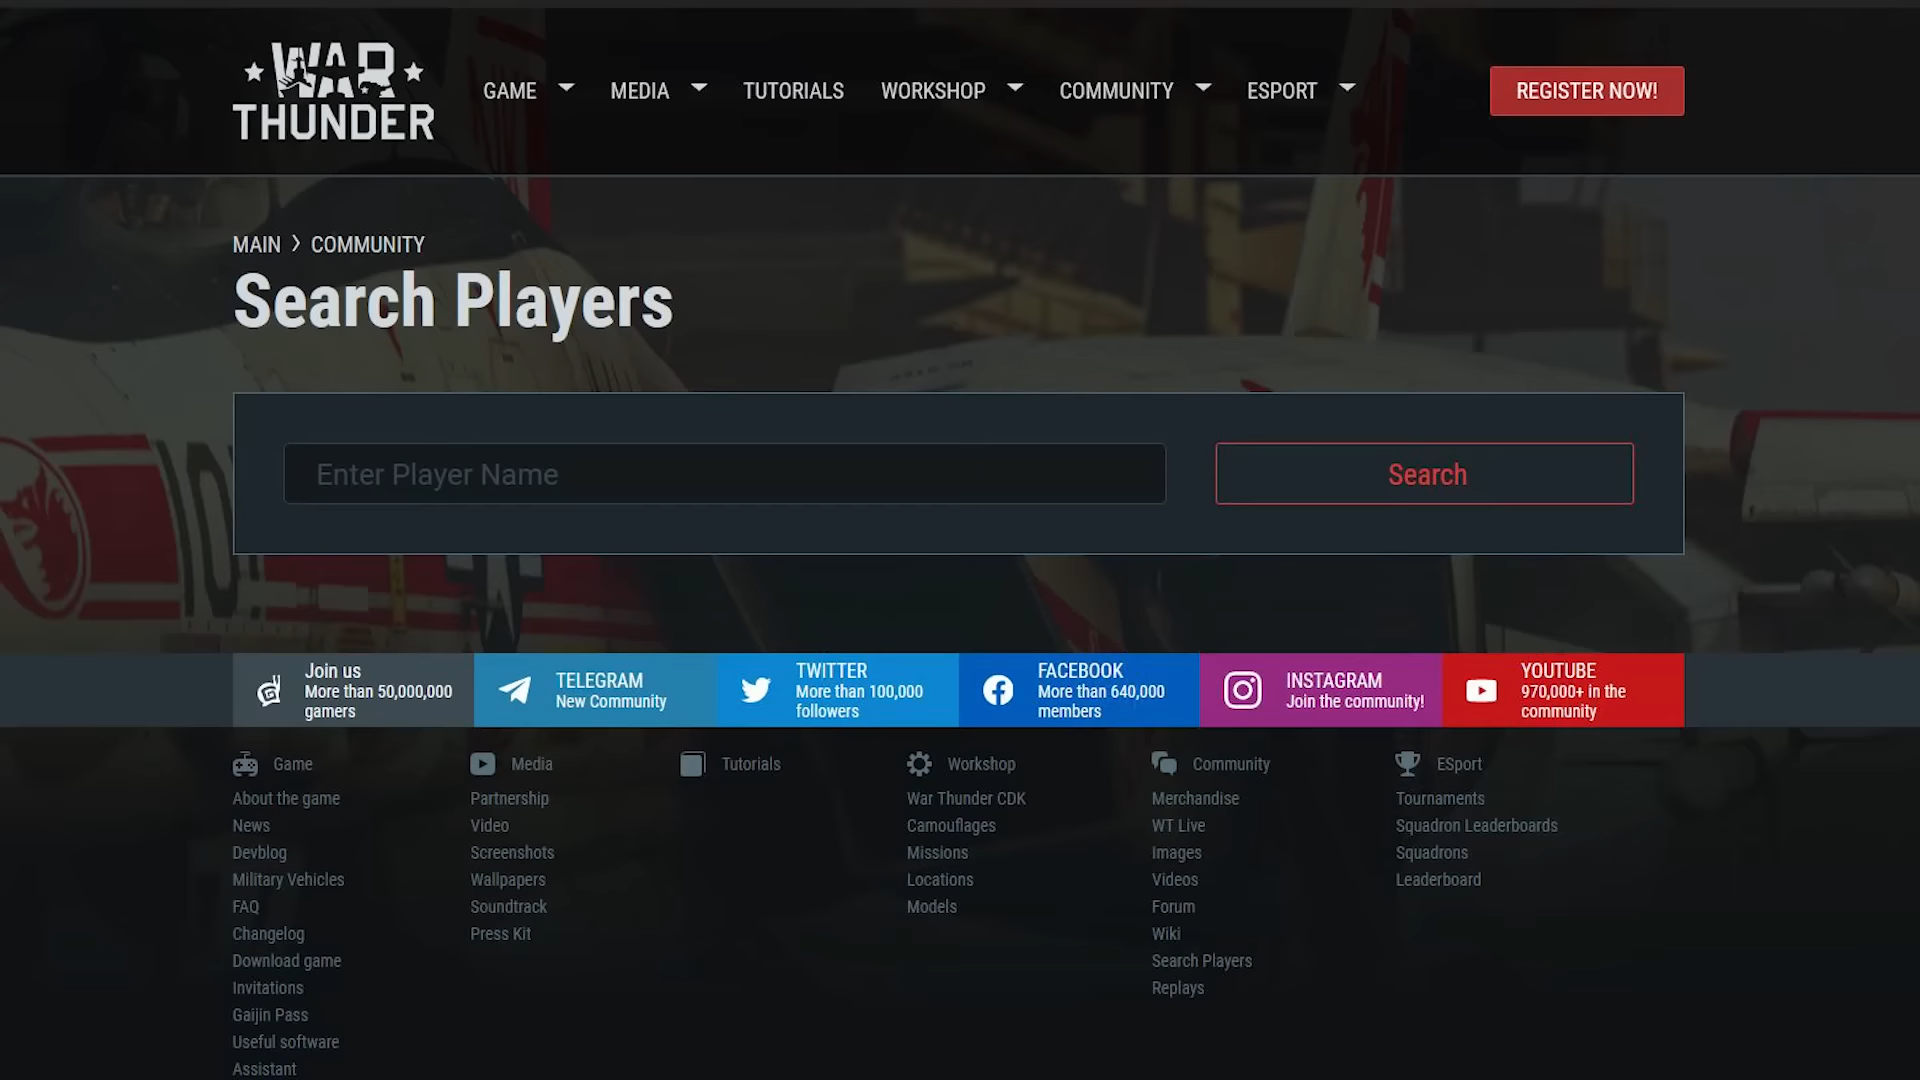 WAR
THUNDER
GAME
MEDIA
TUTORIALS
WORKSHOP
COMMUNITY
ESPORT
REGISTER NOW!
MAIN > COMMUNITY
Search Players
Enter Player Name
Search
Join us
More than 50,000,000
gamers
TELEGRAM
New Community
TWITTER
More than 100,000
followers
FACEBOOK
More than 640,000
members
INSTAGRAM
Join the community!
YOUTUBE
970,000+ in the
community
Game
About the game
News
Devblog
Military Vehicles
FAQ
Changelog
Download game
Invitations
Gaijin Pass
Useful software
Assistant
Media
Partnership
Video
Screenshots
Wallpapers
Soundtrack
Press Kit
Tutorials
Workshop
War Thunder CDK
Camouflages
Missions
Locations
Models
Community
Merchandise
WT Live
Images
Videos
Forum
Wiki
Search Players
Replays
ESport
Tournaments
Squadron Leaderboards
Squadrons
Leaderboard